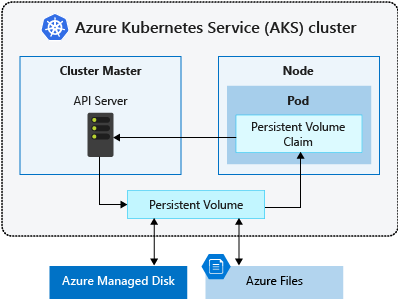 Azure Kubernetes Service (AKS) cluster
Cluster Master
API Server
Node
Pod
Persistent Volume
Claim
Persistent Volume
Azure Managed Disk
Azure Files